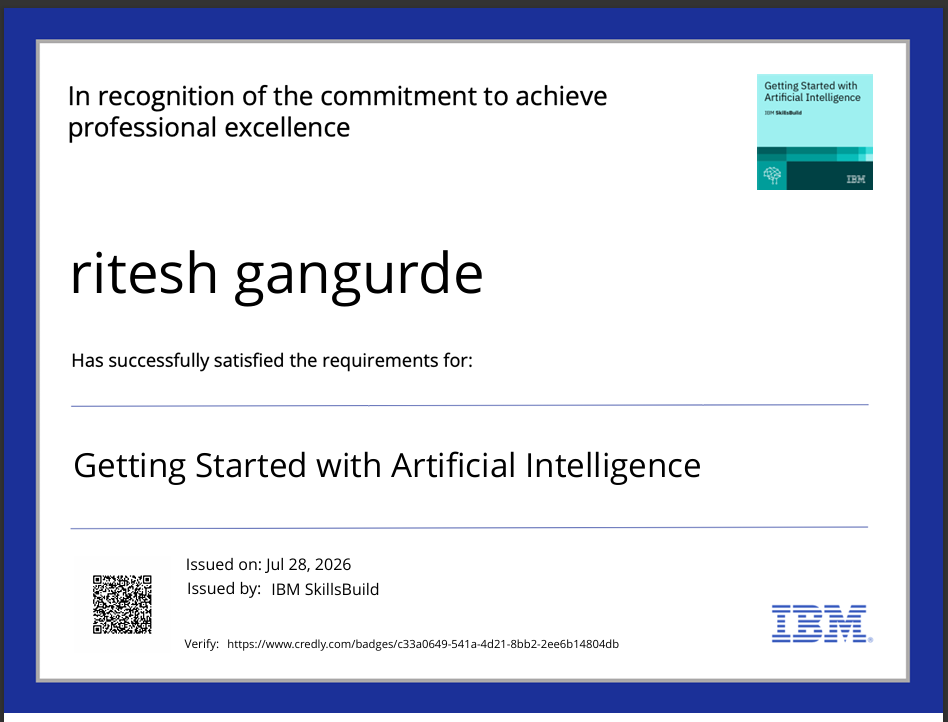 In recognition of the commitment to achieve
professional excellence
Getting Started with
Artificial Intelligence
IBM SkillsBuild
IBM
ritesh gangurde
Has successfully satisfied the requirements for:
Getting Started with Artificial Intelligence
Issued on: Jul 28, 2026
Issued by: IBM SkillsBuild
Verify: https://www.credly.com/badges/c33a0649-541a-4d21-8bb2-2ee6b14804db
IBM®